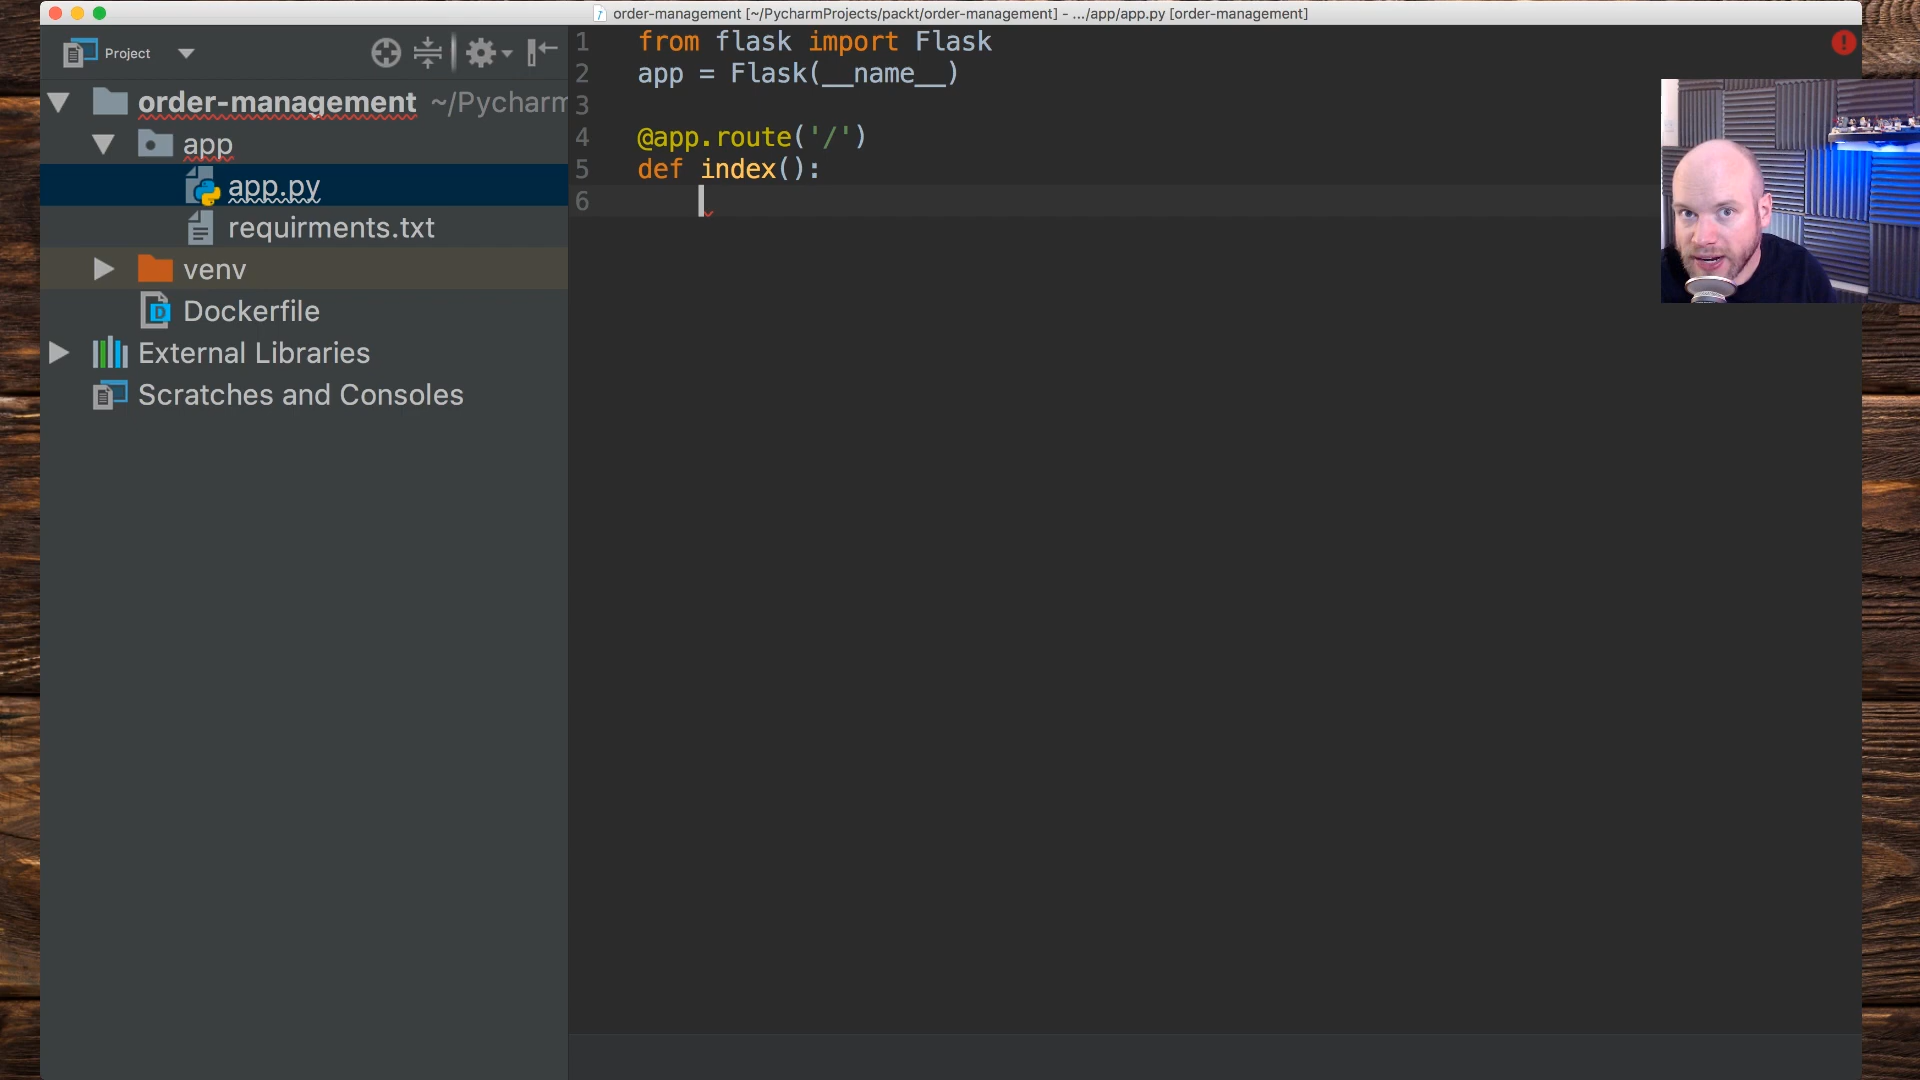 order-management [~/PycharmProjects/packt/order-management] - .../app/app.py [order-management]
Project
order-management ~/Pycharm
app
app.py
requirments.txt
venv
Dockerfile
External Libraries
Scratches and Consoles
1 from flask import Flask
2 app = Flask(__name__)
3
4 @app.route('/')
5 def index():
6